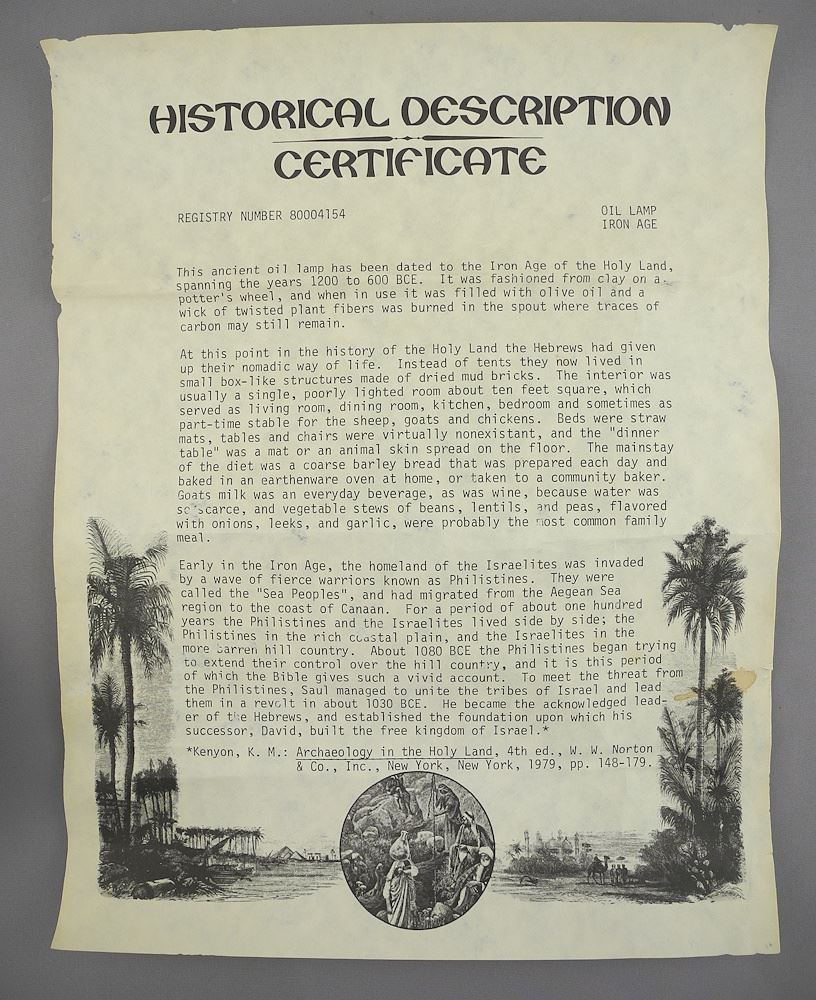 HISTORICAL DESCRIPTION
CERTIFICATE
REGISTRY NUMBER 80004154
OIL LAMP
IRON AGE
This ancient oil lamp has been dated to the Iron Age of the Holy Land,
spanning the years 1200 to 600 BCE.  It was fashioned from clay on a
potter's wheel, and when in use it was filled with olive oil and a
wick of twisted plant fibers was burned in the spout where traces of
carbon may still remain.
At this point in the history of the Holy Land the Hebrews had given
up their nomadic way of life.  Instead of tents they now lived in
small box-like structures made of dried mud bricks.  The interior was
usually a single, poorly lighted room about ten feet square, which
served as living room, dining room, kitchen, bedroom and sometimes as
part-time stable for the sheep, goats and chickens.  Beds were straw
mats, tables and chairs were virtually nonexistent, and the "dinner
table" was a mat or an animal skin spread on the floor.  The mainstay
of the diet was a coarse barley bread that was prepared each day and
baked in an earthenware oven at home, or taken to a community baker.
Goats milk was an everyday beverage, as was wine, because water was
so scarce, and vegetable stews of beans, lentils, and peas, flavored
with onions, leeks, and garlic, were probably the most common family
meal.
Early in the Iron Age, the homeland of the Israelites was invaded
by a wave of fierce warriors known as Philistines.  They were
called the "Sea Peoples", and had migrated from the Aegean Sea
region to the coast of Canaan.  For a period of about one hundred
years the Philistines and the Israelites lived side by side; the
Philistines in the rich coastal plain, and the Israelites in the
more barren hill country.  About 1080 BCE the Philistines began trying
to extend their control over the hill country, and it is this period
of which the Bible gives such a vivid account.  To meet the threat from
the Philistines, Saul managed to unite the tribes of Israel and lead
them in a revolt in about 1030 BCE.  He became the acknowledged lead-
er of the Hebrews, and established the foundation upon which his
successor, David, built the free kingdom of Israel.*
*Kenyon, K. M.: Archaeology in the Holy Land, 4th ed., W. W. Norton
& Co., Inc., New York, New York, 1979, pp. 148-179.